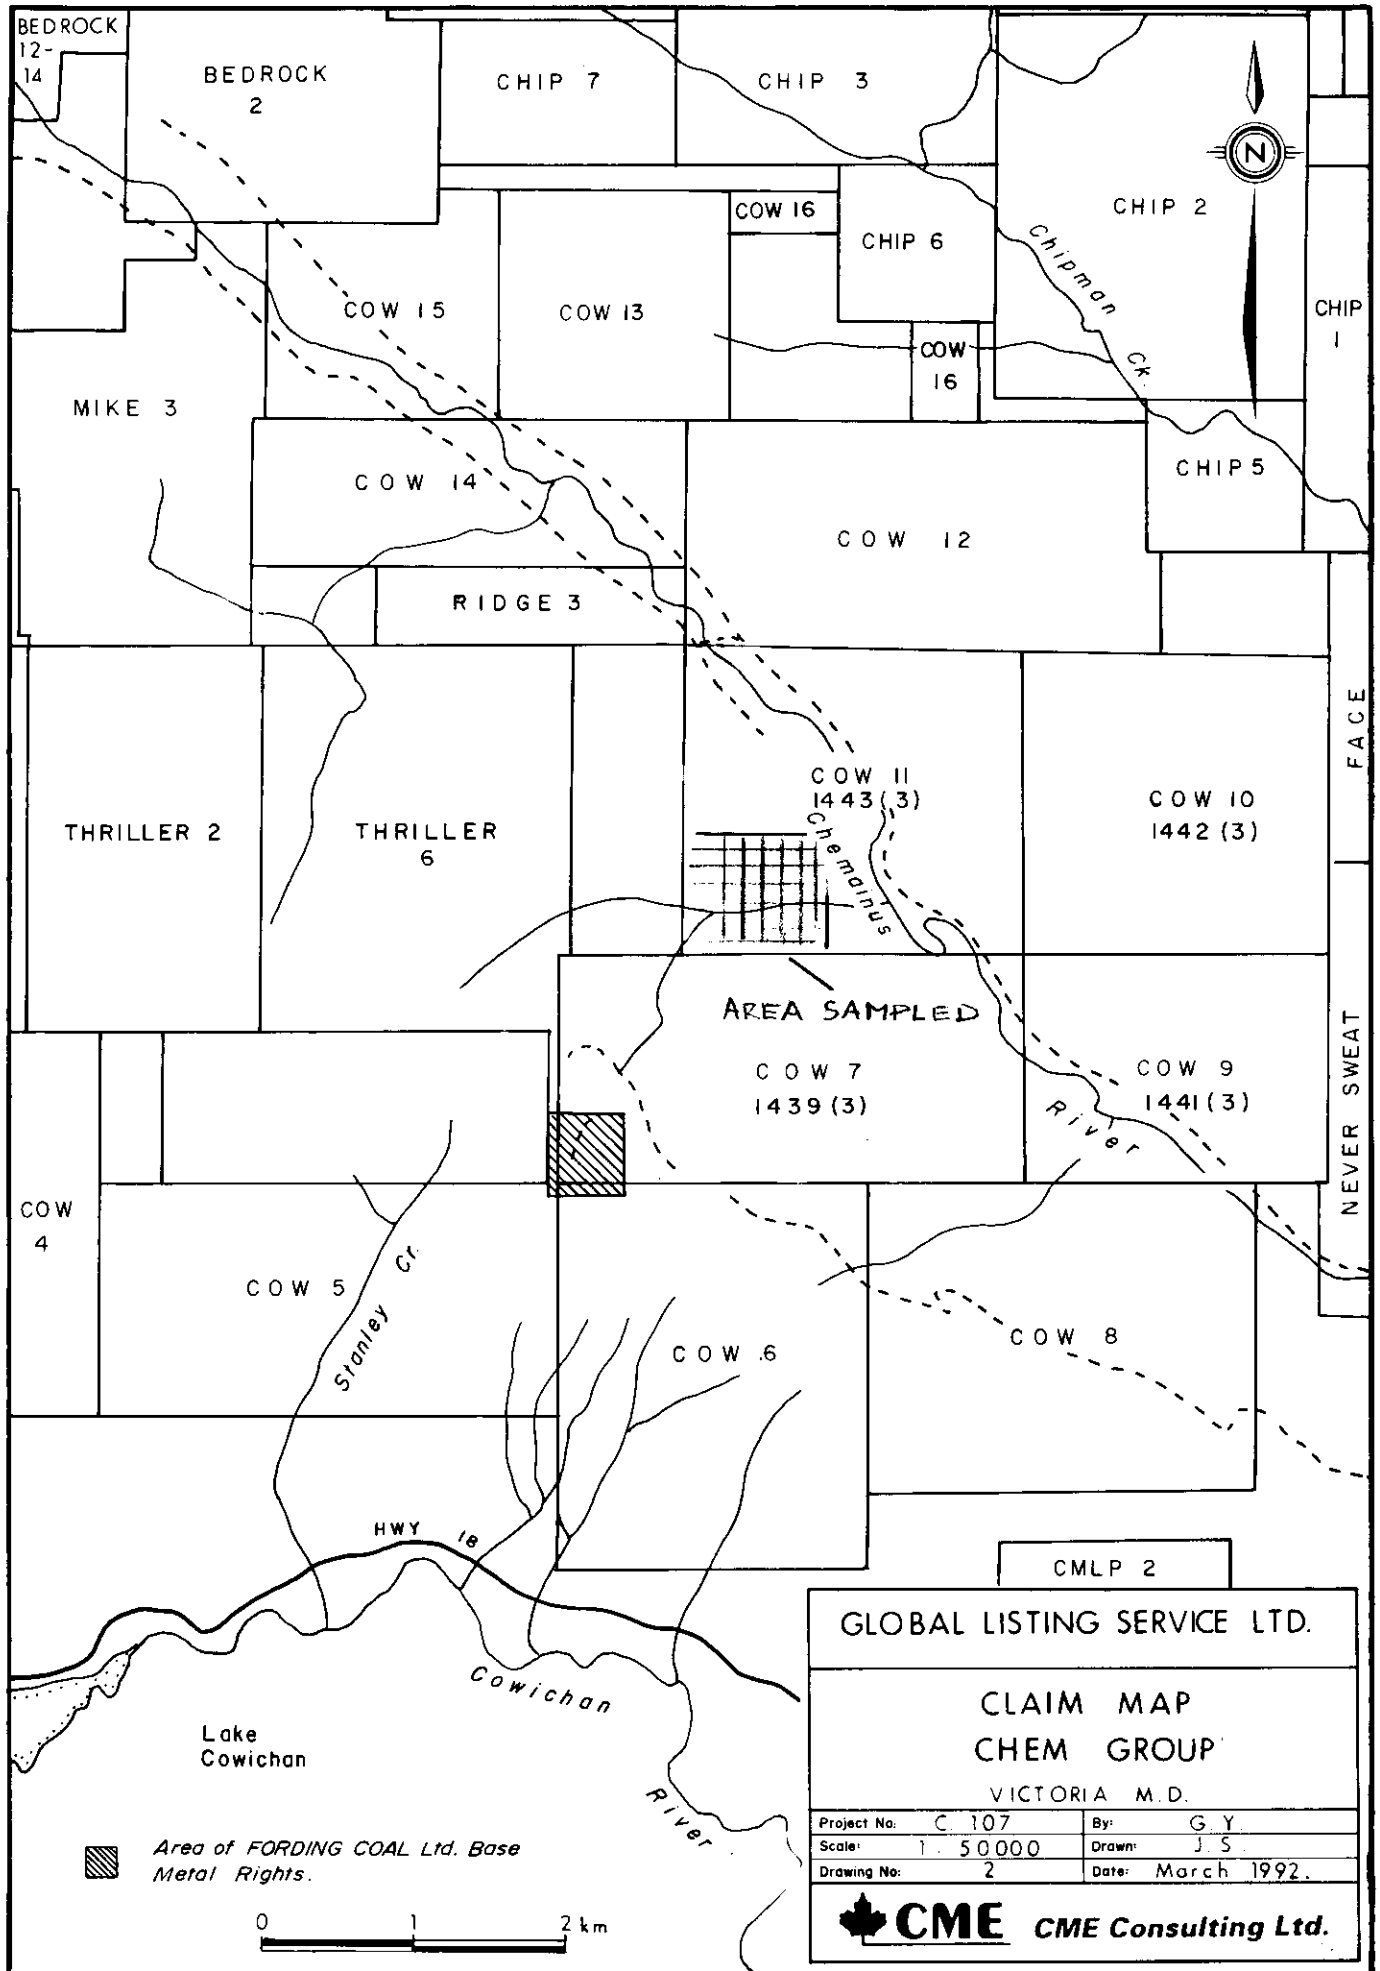 BEDROCK
12-
14
BEDROCK
2
CHIP 7
CHIP 3
N
CHIP 2
COW 16
CHIP 6
Chipman
Ck.
CHIP
1
COW 15
COW 13
COW
16
MIKE 3
COW 14
CHIP 5
COW 12
RIDGE 3
FACE
COW 11
1443 (3)
COW 10
1442 (3)
THRILLER 2
THRILLER
6
Chemainus
AREA SAMPLED
COW 7
1439 (3)
COW 9
1441 (3)
River
NEVER SWEAT
COW
4
COW 5
Stanley Cr.
COW 6
COW 8
HWY 18
CMLP 2
Cowichan
River
Lake
Cowichan
Area of FORDING COAL Ltd. Base
Metal Rights.
0 1 2 km
GLOBAL LISTING SERVICE LTD.
CLAIM MAP
CHEM GROUP
VICTORIA M.D.
Project No: C 107 By: G. Y.
Scale: 1 : 50000 Drawn: J. S.
Drawing No: 2 Date: March 1992.
CME CME Consulting Ltd.